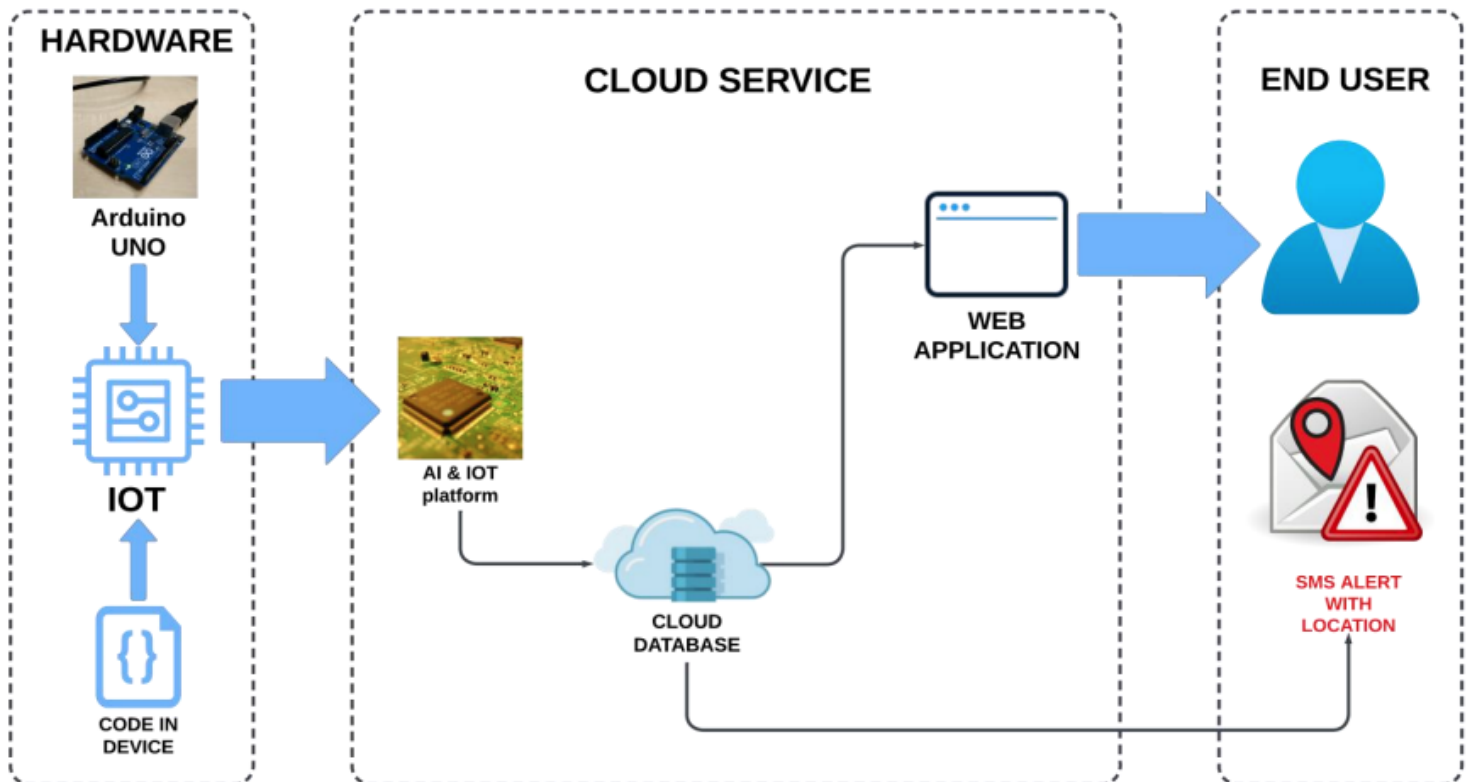 HARDWARE
Arduino
UNO
IOT
CODE IN
DEVICE
CLOUD SERVICE
AI & IOT
platform
CLOUD
DATABASE
WEB
APPLICATION
END USER
SMS ALERT
WITH
LOCATION